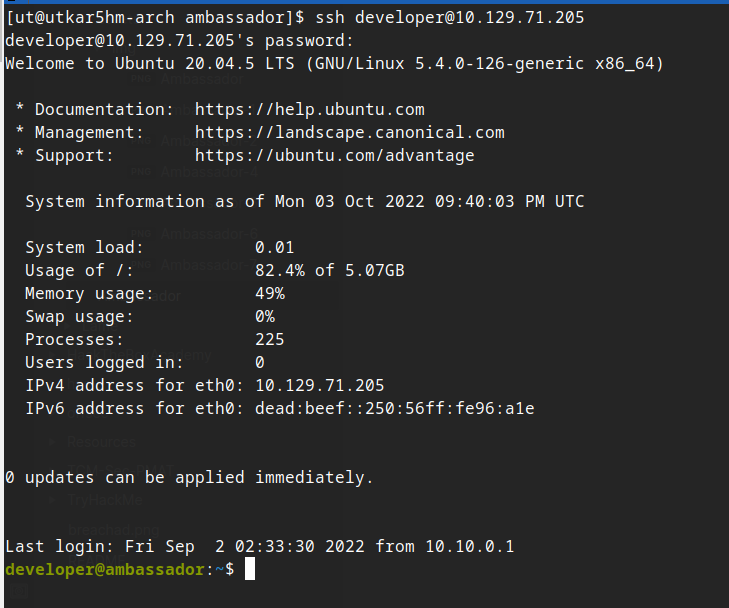 [ut@utkar5hm-arch ambassador]$ ssh developer@10.129.71.205
developer@10.129.71.205's password:
Welcome to Ubuntu 20.04.5 LTS (GNU/Linux 5.4.0-126-generic x86_64)
* Documentation:  https://help.ubuntu.com
* Management:     https://landscape.canonical.com
* Support:        https://ubuntu.com/advantage
System information as of Mon 03 Oct 2022 09:40:03 PM UTC
System load:           0.01
Usage of /:            82.4% of 5.07GB
Memory usage:          49%
Swap usage:            0%
Processes:             225
Users logged in:       0
IPv4 address for eth0: 10.129.71.205
IPv6 address for eth0: dead:beef::250:56ff:fe96:a1e
0 updates can be applied immediately.
Last login: Fri Sep  2 02:33:30 2022 from 10.10.0.1
developer@ambassador:~$